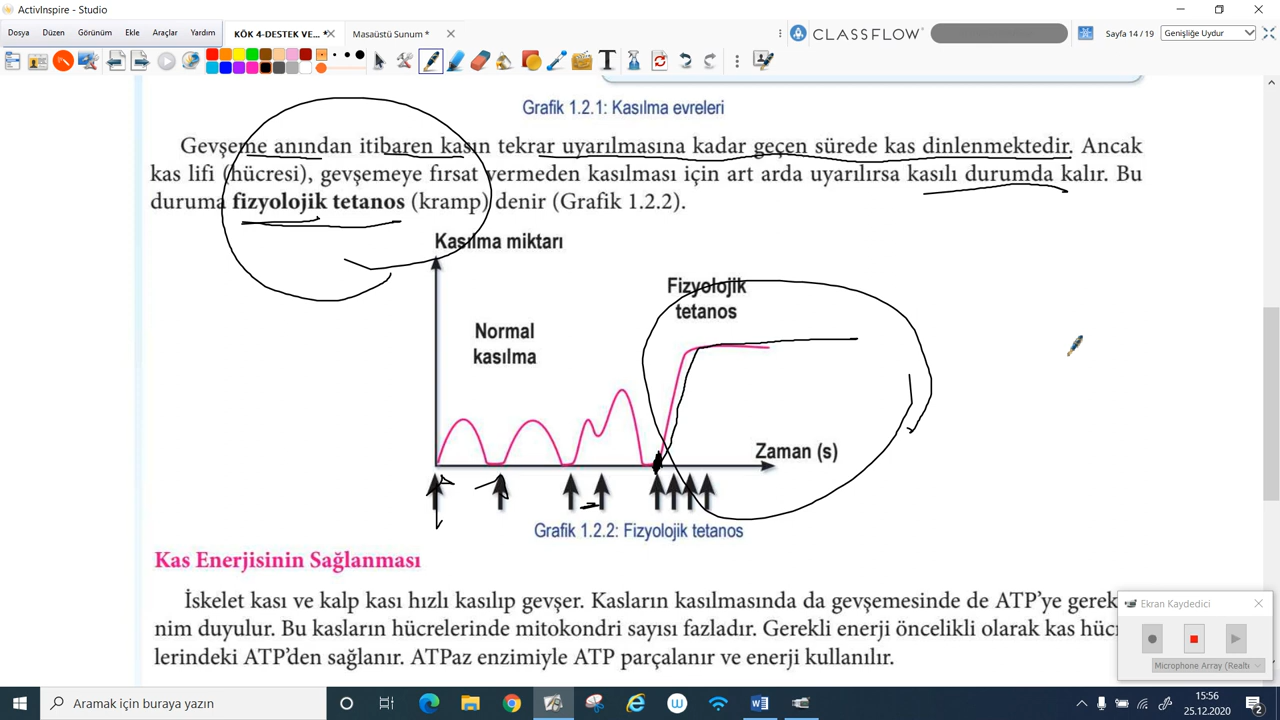 ActivInspire - Studio
Dosya Düzen Görünüm Ekle Araçlar Yardım KÖK 4-DESTEK VE... * Masaüstü Sunum * CLASSFLOW Sayfa 14 / 19 Genişliğe Uydur
Grafik 1.2.1: Kasılma evreleri
Gevşeme anından itibaren kasın tekrar uyarılmasına kadar geçen sürede kas dinlenmektedir. Ancak
kas lifi (hücresi), gevşemeye fırsat vermeden kasılması için art arda uyarılırsa kasılı durumda kalır. Bu
duruma fizyolojik tetanos (kramp) denir (Grafik 1.2.2).
Kasılma miktarı
Fizyolojik
tetanos
Normal
kasılma
Zaman (s)
Grafik 1.2.2: Fizyolojik tetanos
Kas Enerjisinin Sağlanması
İskelet kası ve kalp kası hızlı kasılıp gevşer. Kasların kasılmasında da gevşemesinde de ATP'ye gerek
nim duyulur. Bu kasların hücrelerinde mitokondri sayısı fazladır. Gerekli enerji öncelikli olarak kas hüc
lerindeki ATP'den sağlanır. ATPaz enzimiyle ATP parçalanır ve enerji kullanılır.
Ekran Kaydedici
Microphone Array (Realt
Aramak için buraya yazın
15:56
25.12.2020
2